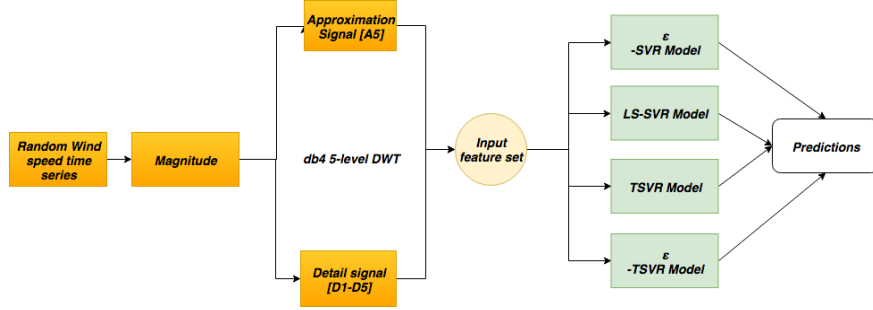 Random Wind
speed time
series
Magnitude
Approximation
Signal [A5]
db4 5-level DWT
Detail signal
[D1-D5]
Input
feature set
ε
-SVR Model
LS-SVR Model
TSVR Model
ε
-TSVR Model
Predictions